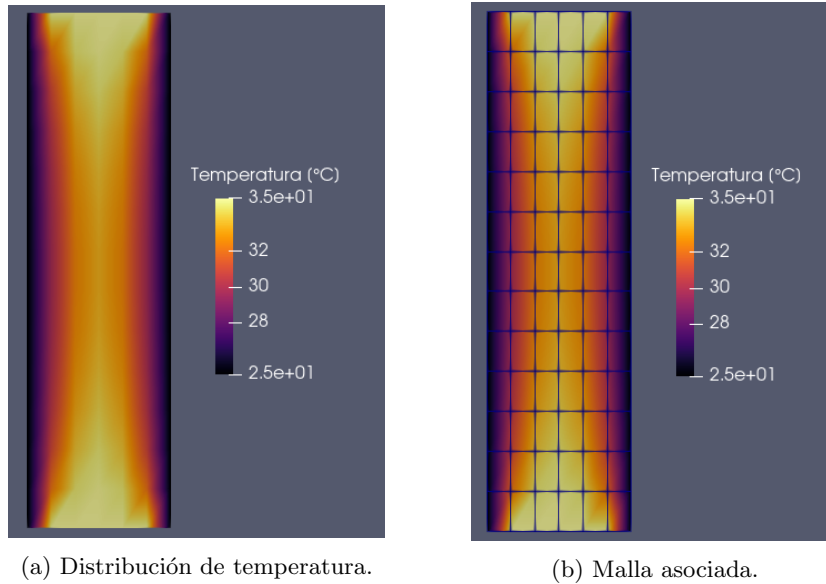 Temperatura (°C)
3.5e+01
32
30
28
2.5e+01
(a) Distribución de temperatura.
Temperatura (°C)
3.5e+01
32
30
28
2.5e+01
(b) Malla asociada.